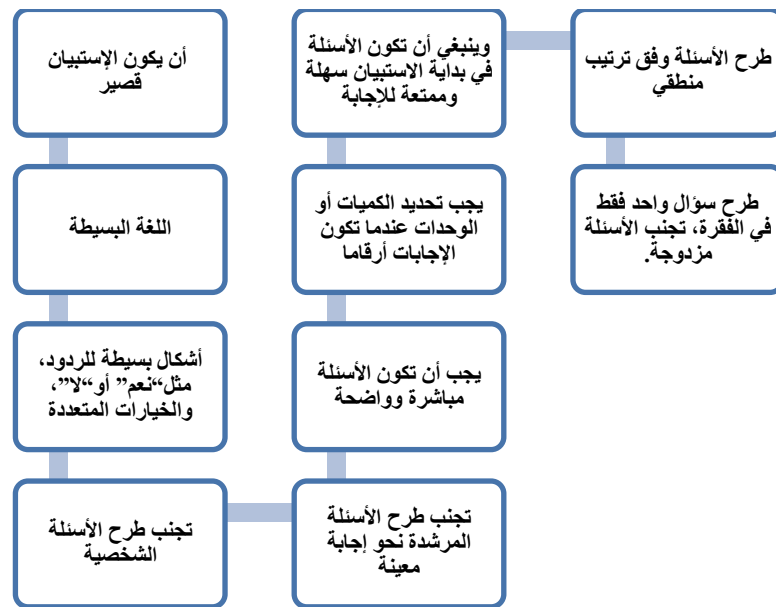 أن يكون الإستبيان
قصير
اللغة البسيطة
أشكال بسيطة للردود،
مثل“نعم” أو“لا”،
والخيارات المتعددة
تجنب طرح الأسئلة
الشخصية
تجنب طرح الأسئلة
المرشدة نحو إجابة
معينة
يجب أن تكون الأسئلة
مباشرة وواضحة
يجب تحديد الكميات أو
الوحدات عندما تكون
الإجابات أرقاما
وينبغي أن تكون الأسئلة
في بداية الاستبيان سهلة
وممتعة للإجابة
طرح الأسئلة وفق ترتيب
منطقي
طرح سؤال واحد فقط
في الفقرة، تجنب الأسئلة
مزدوجة.